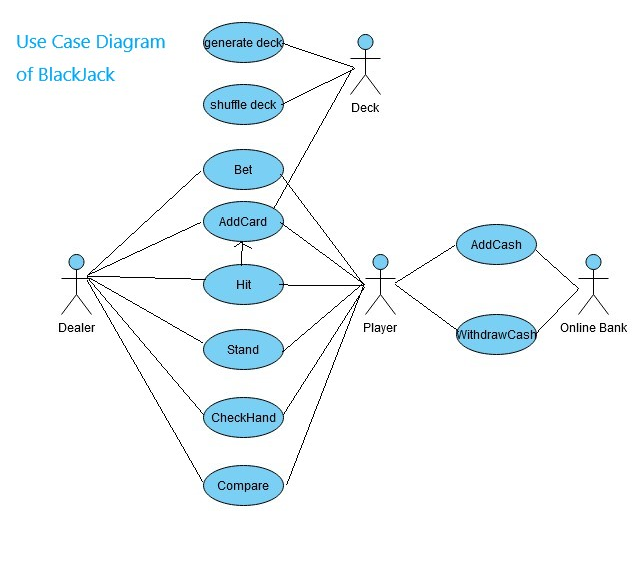 Use Case Diagram
of BlackJack
generate deck
shuffle deck
Deck
Bet
AddCard
AddCash
Hit
Dealer
Player
Online Bank
WithdrawCash
Stand
CheckHand
Compare